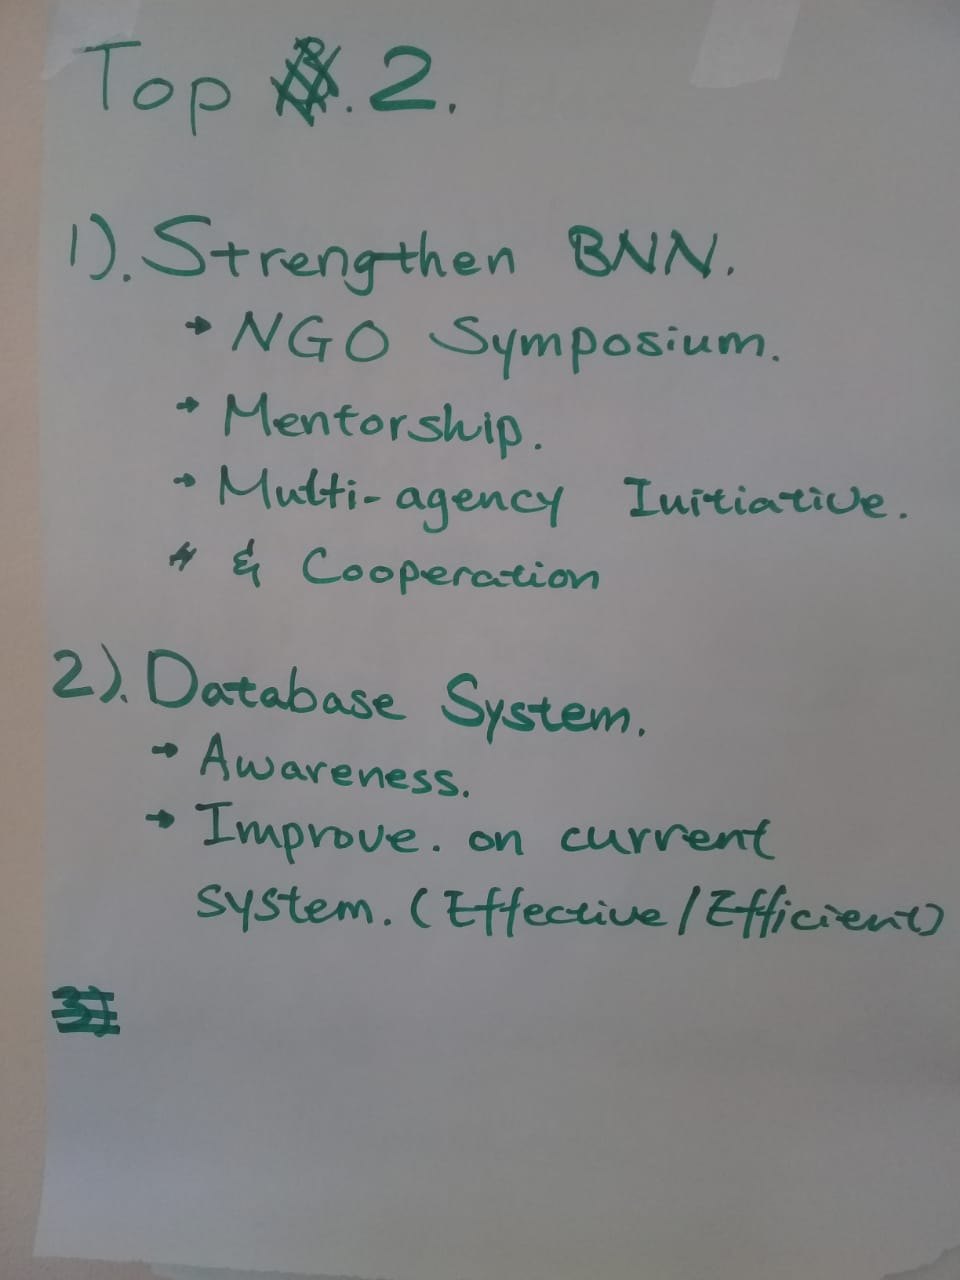 Top 2.
1). Strengthen BNN.
→ NGO Symposium.
→ Mentorship.
→ Multi-agency Initiative.
& Cooperation
2). Database System.
→ Awareness.
→ Improve. on current
system. (Effective/Efficient)